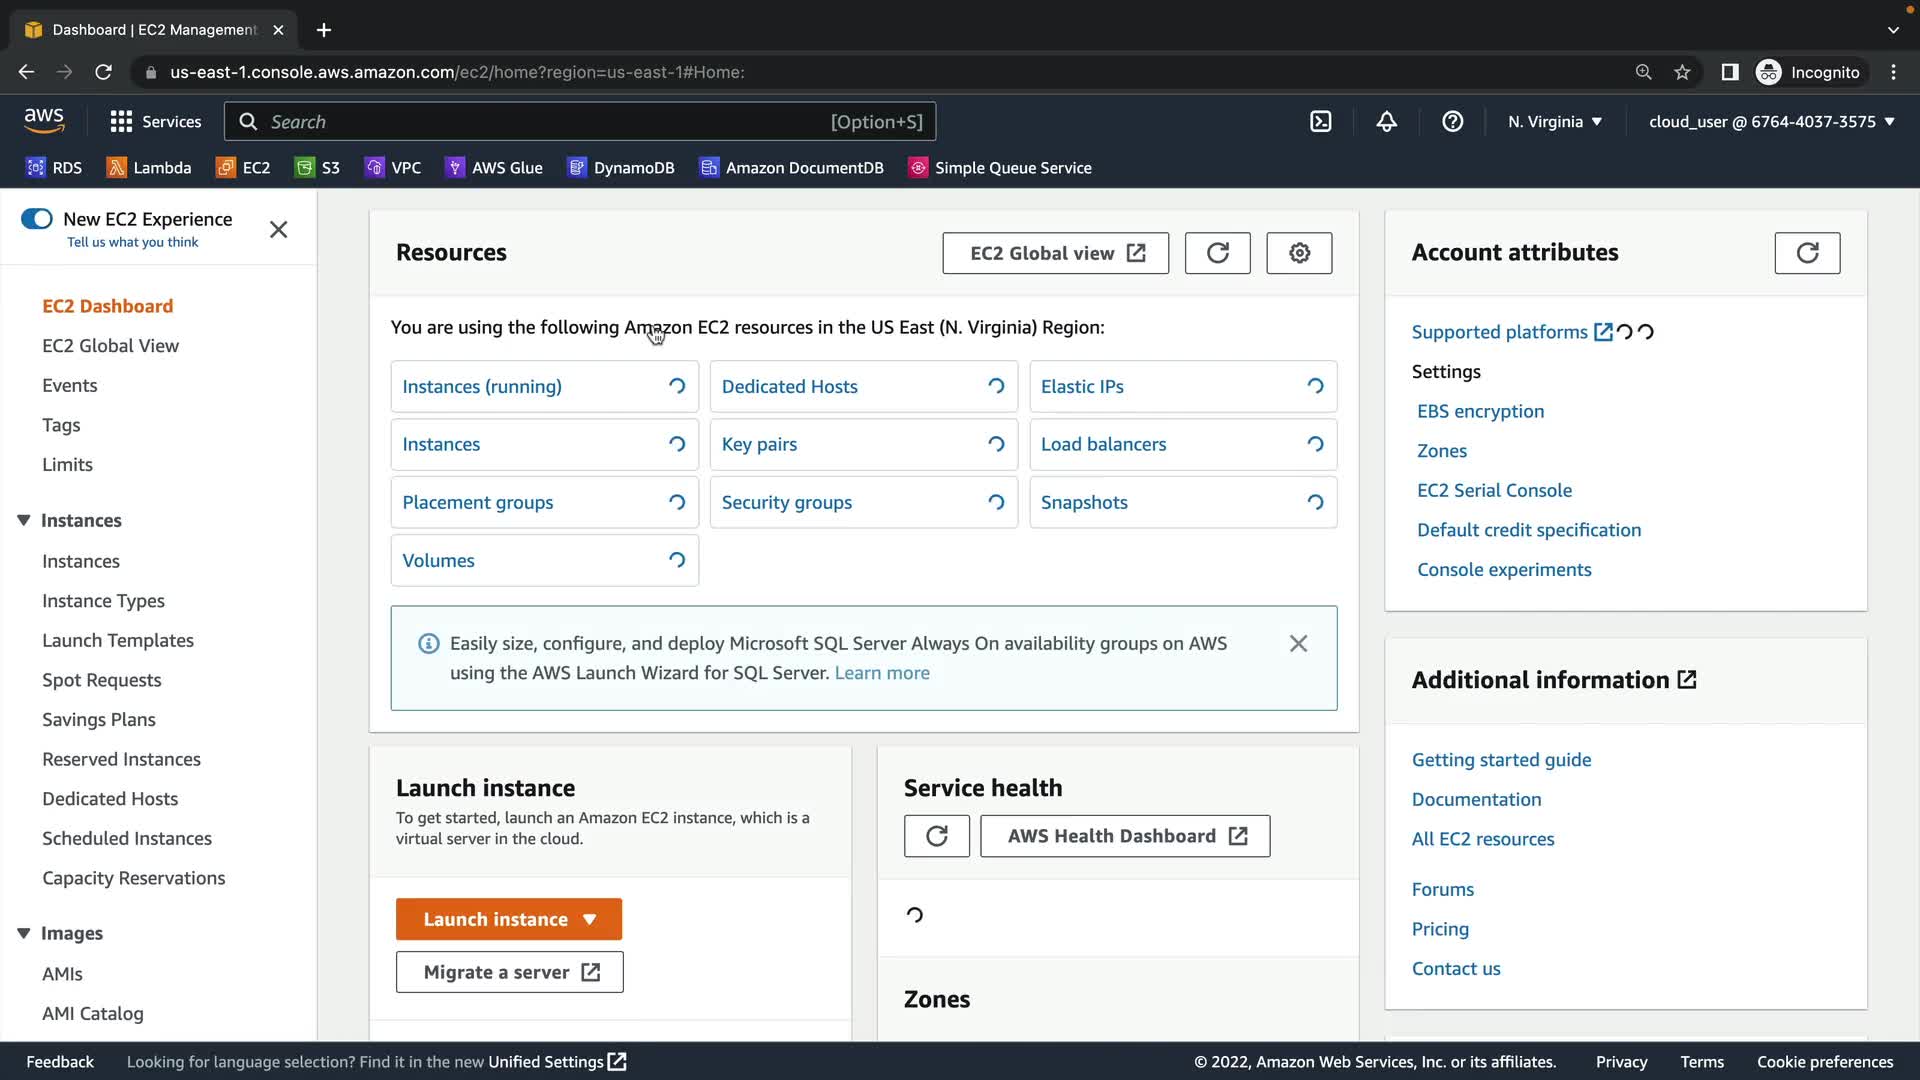 Dashboard | EC2 Management
us-east-1.console.aws.amazon.com/ec2/home?region=us-east-1#Home:
Incognito
aws
Services
Search
[Option+S]
N. Virginia
cloud_user @ 6764-4037-3575
RDS
Lambda
EC2
S3
VPC
AWS Glue
DynamoDB
Amazon DocumentDB
Simple Queue Service
New EC2 Experience
Tell us what you think
EC2 Dashboard
EC2 Global View
Events
Tags
Limits
Instances
Instances
Instance Types
Launch Templates
Spot Requests
Savings Plans
Reserved Instances
Dedicated Hosts
Scheduled Instances
Capacity Reservations
Images
AMIs
AMI Catalog
Resources
EC2 Global view
You are using the following Amazon EC2 resources in the US East (N. Virginia) Region:
Instances (running)
Dedicated Hosts
Elastic IPs
Instances
Key pairs
Load balancers
Placement groups
Security groups
Snapshots
Volumes
Easily size, configure, and deploy Microsoft SQL Server Always On availability groups on AWS
using the AWS Launch Wizard for SQL Server. Learn more
Launch instance
To get started, launch an Amazon EC2 instance, which is a
virtual server in the cloud.
Launch instance
Migrate a server
Service health
AWS Health Dashboard
Zones
Account attributes
Supported platforms
Settings
EBS encryption
Zones
EC2 Serial Console
Default credit specification
Console experiments
Additional information
Getting started guide
Documentation
All EC2 resources
Forums
Pricing
Contact us
Feedback
Looking for language selection? Find it in the new Unified Settings
© 2022, Amazon Web Services, Inc. or its affiliates.
Privacy
Terms
Cookie preferences